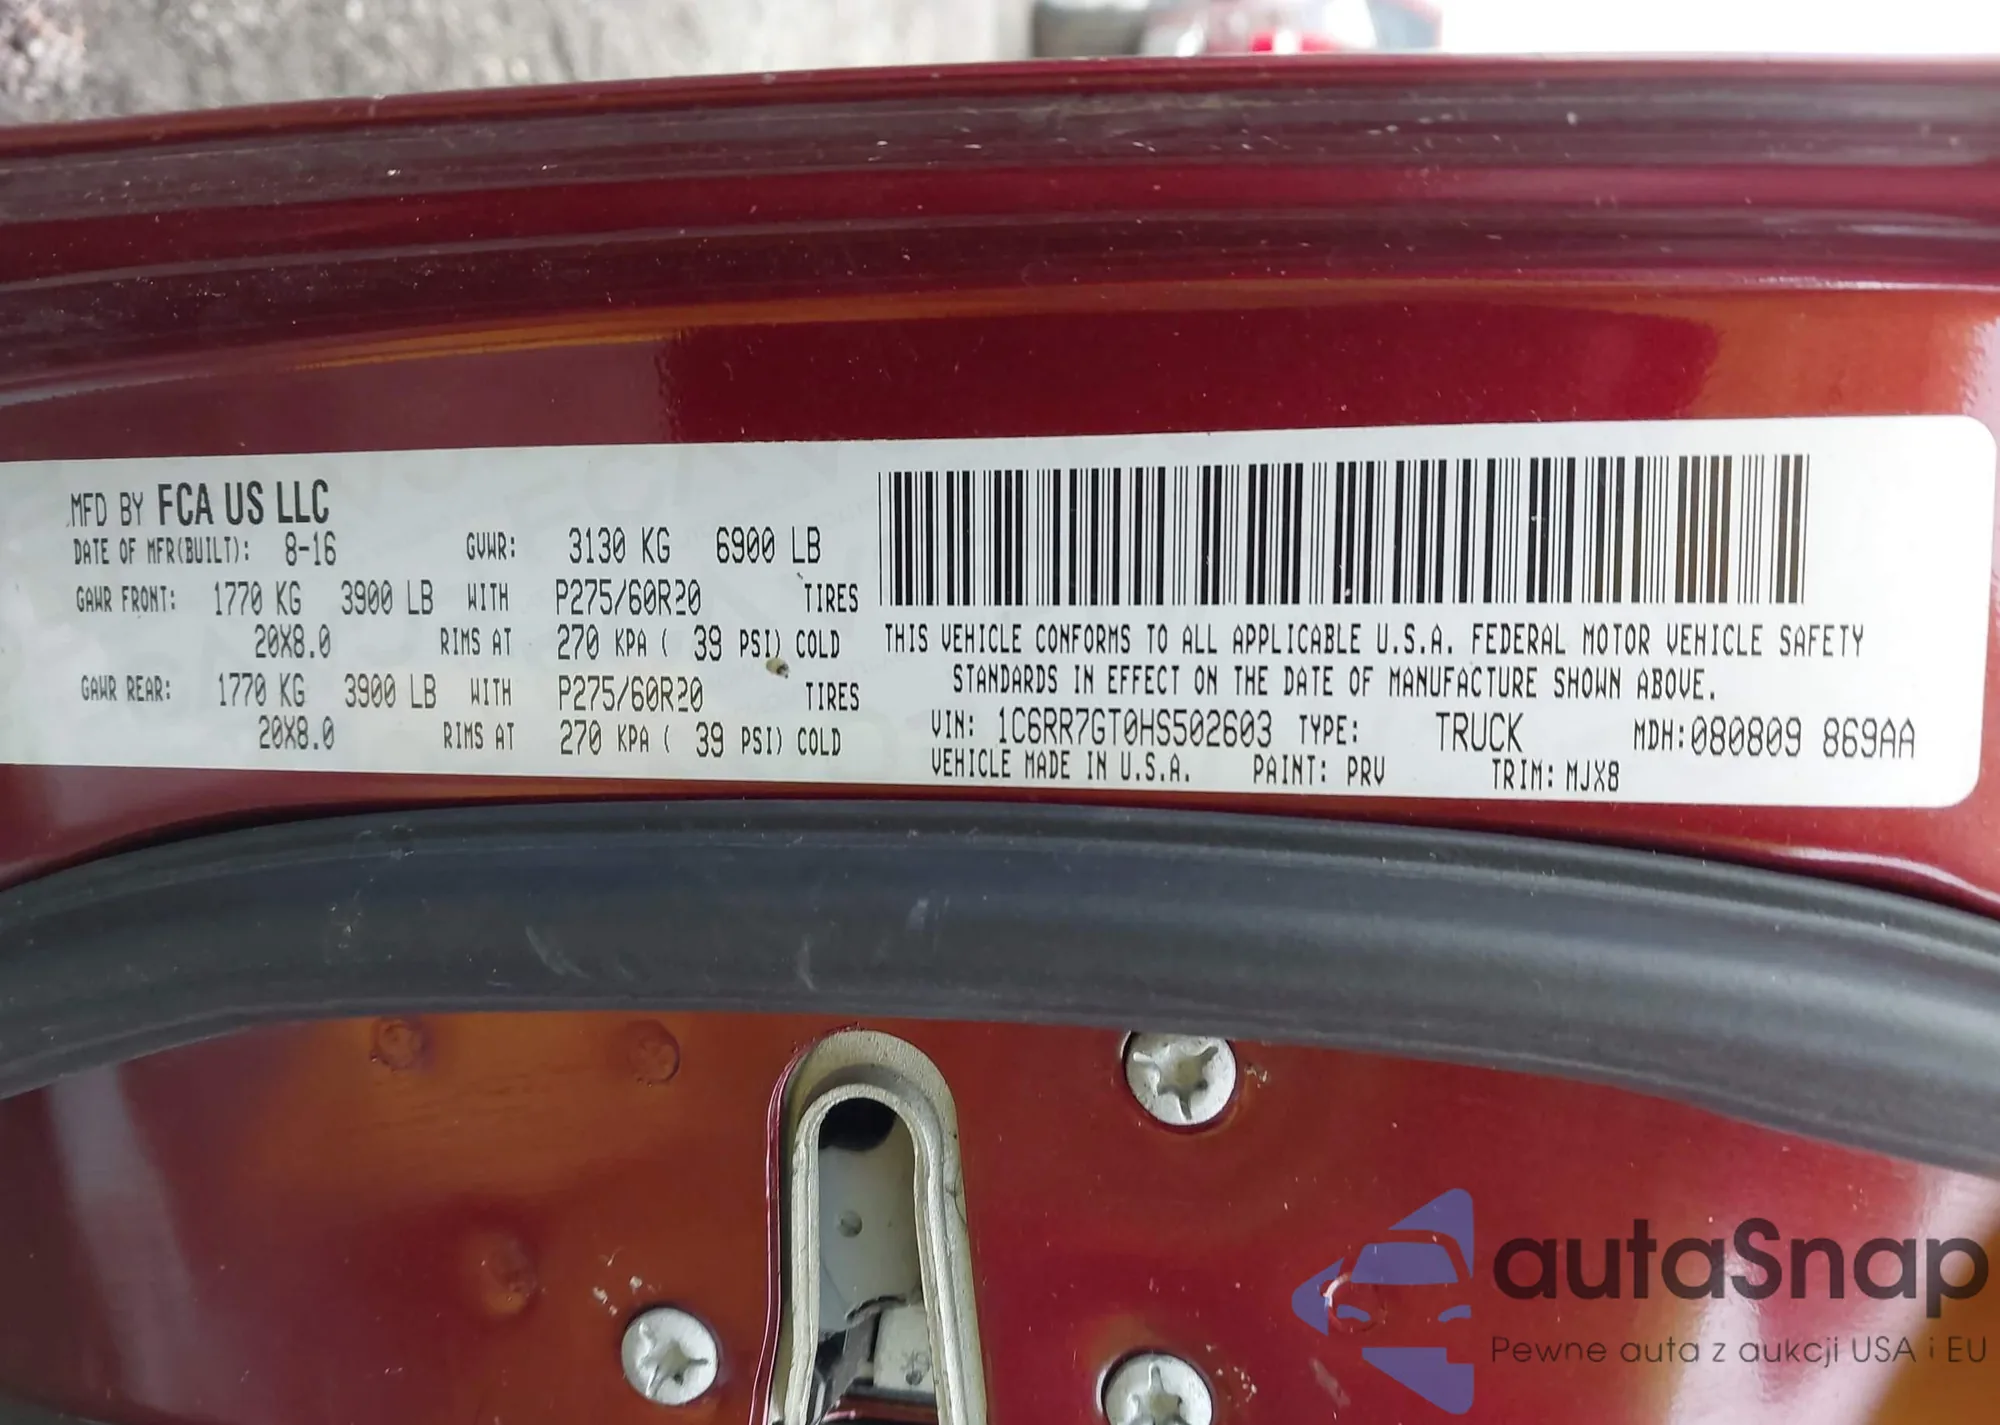 MFD BY FCA US LLC
DATE OF MFR(BUILT): 8-16 GVWR: 3130 KG 6900 LB
GAWR FRONT: 1770 KG 3900 LB WITH P275/60R20 TIRES
20X8.0 RIMS AT 270 KPA ( 39 PSI) COLD
GAWR REAR: 1770 KG 3900 LB WITH P275/60R20 TIRES
20X8.0 RIMS AT 270 KPA ( 39 PSI) COLD
THIS VEHICLE CONFORMS TO ALL APPLICABLE U.S.A. FEDERAL MOTOR VEHICLE SAFETY
STANDARDS IN EFFECT ON THE DATE OF MANUFACTURE SHOWN ABOVE.
VIN: 1C6RR7GT0HS502603 TYPE: TRUCK MDH:080809 869AA
VEHICLE MADE IN U.S.A. PAINT: PRV TRIM: MJX8
autaSnap
Pewne auta z aukcji USA i EU